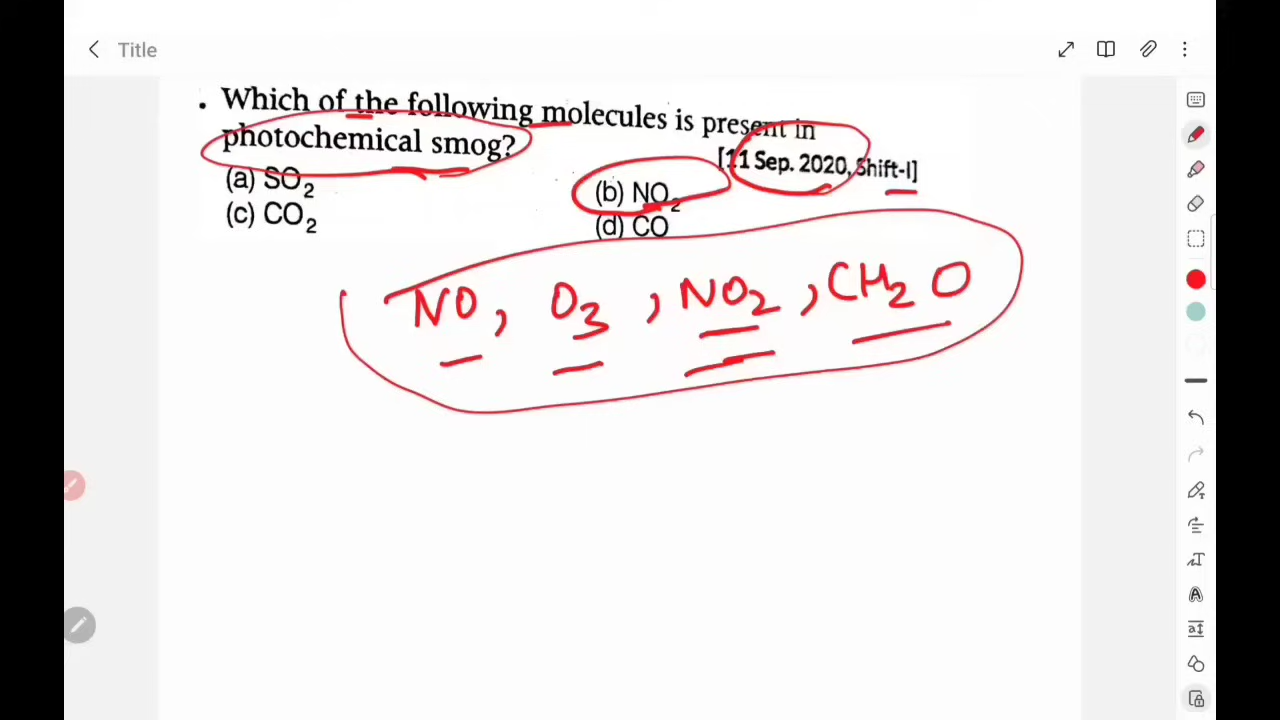 Title
. Which of the following molecules is present in
photochemical smog?
[11 Sep. 2020, Shift-I]
(a) SO₂
(b) NO₂
(c) CO₂
(d) CO
NO, O₃, NO₂, CH₂O